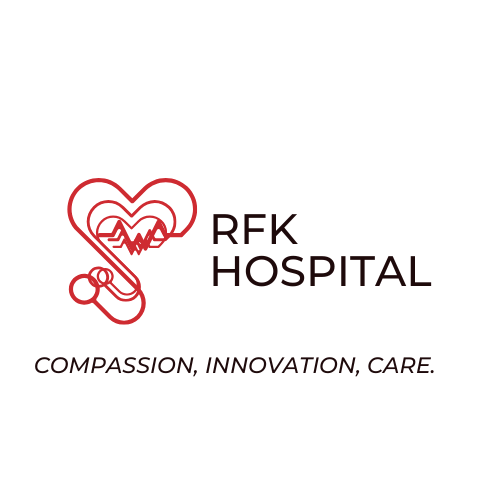 RFK
HOSPITAL
COMPASSION, INNOVATION, CARE.